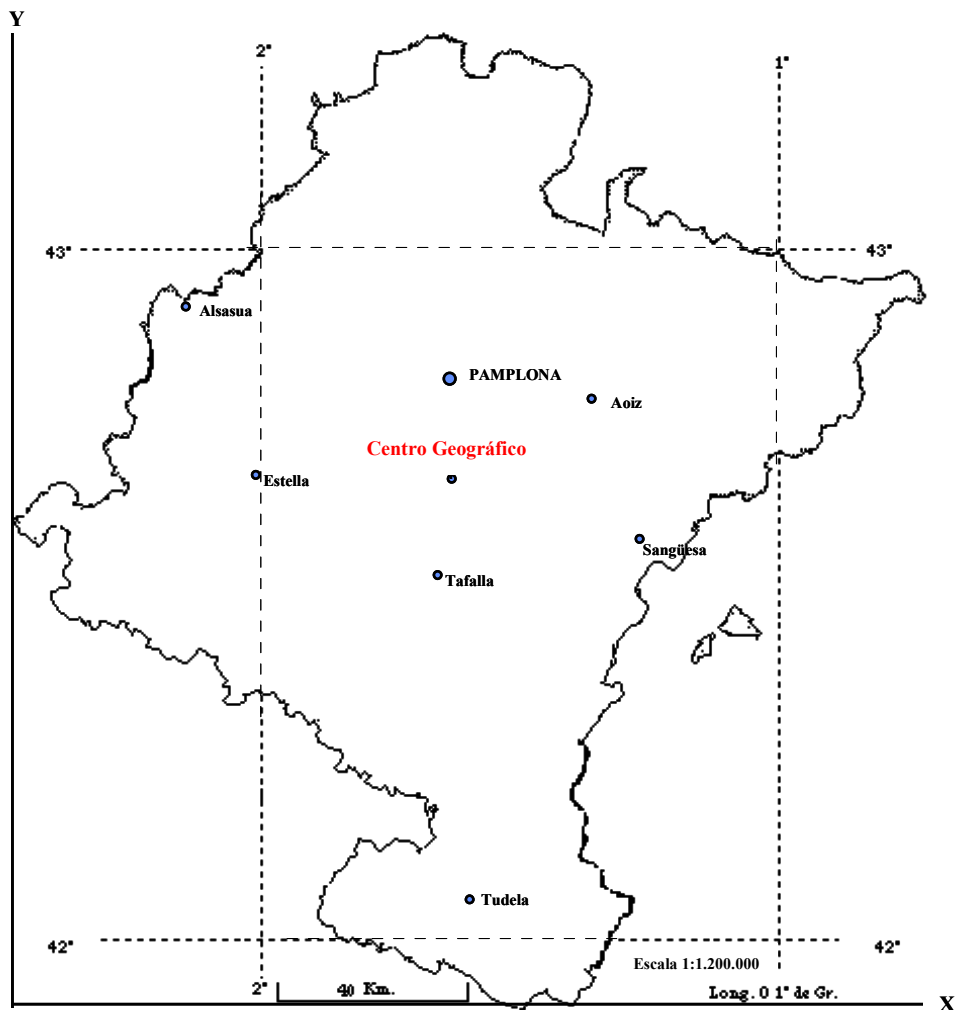 Y
2°
1°
43°
43°
Alsasua
PAMPLONA
Aoiz
Centro Geográfico
Estella
Sangüesa
Tafalla
Tudela
42°
42°
Escala 1:1.200.000
2°
40 Km.
Long. 0 1° de Gr.
X